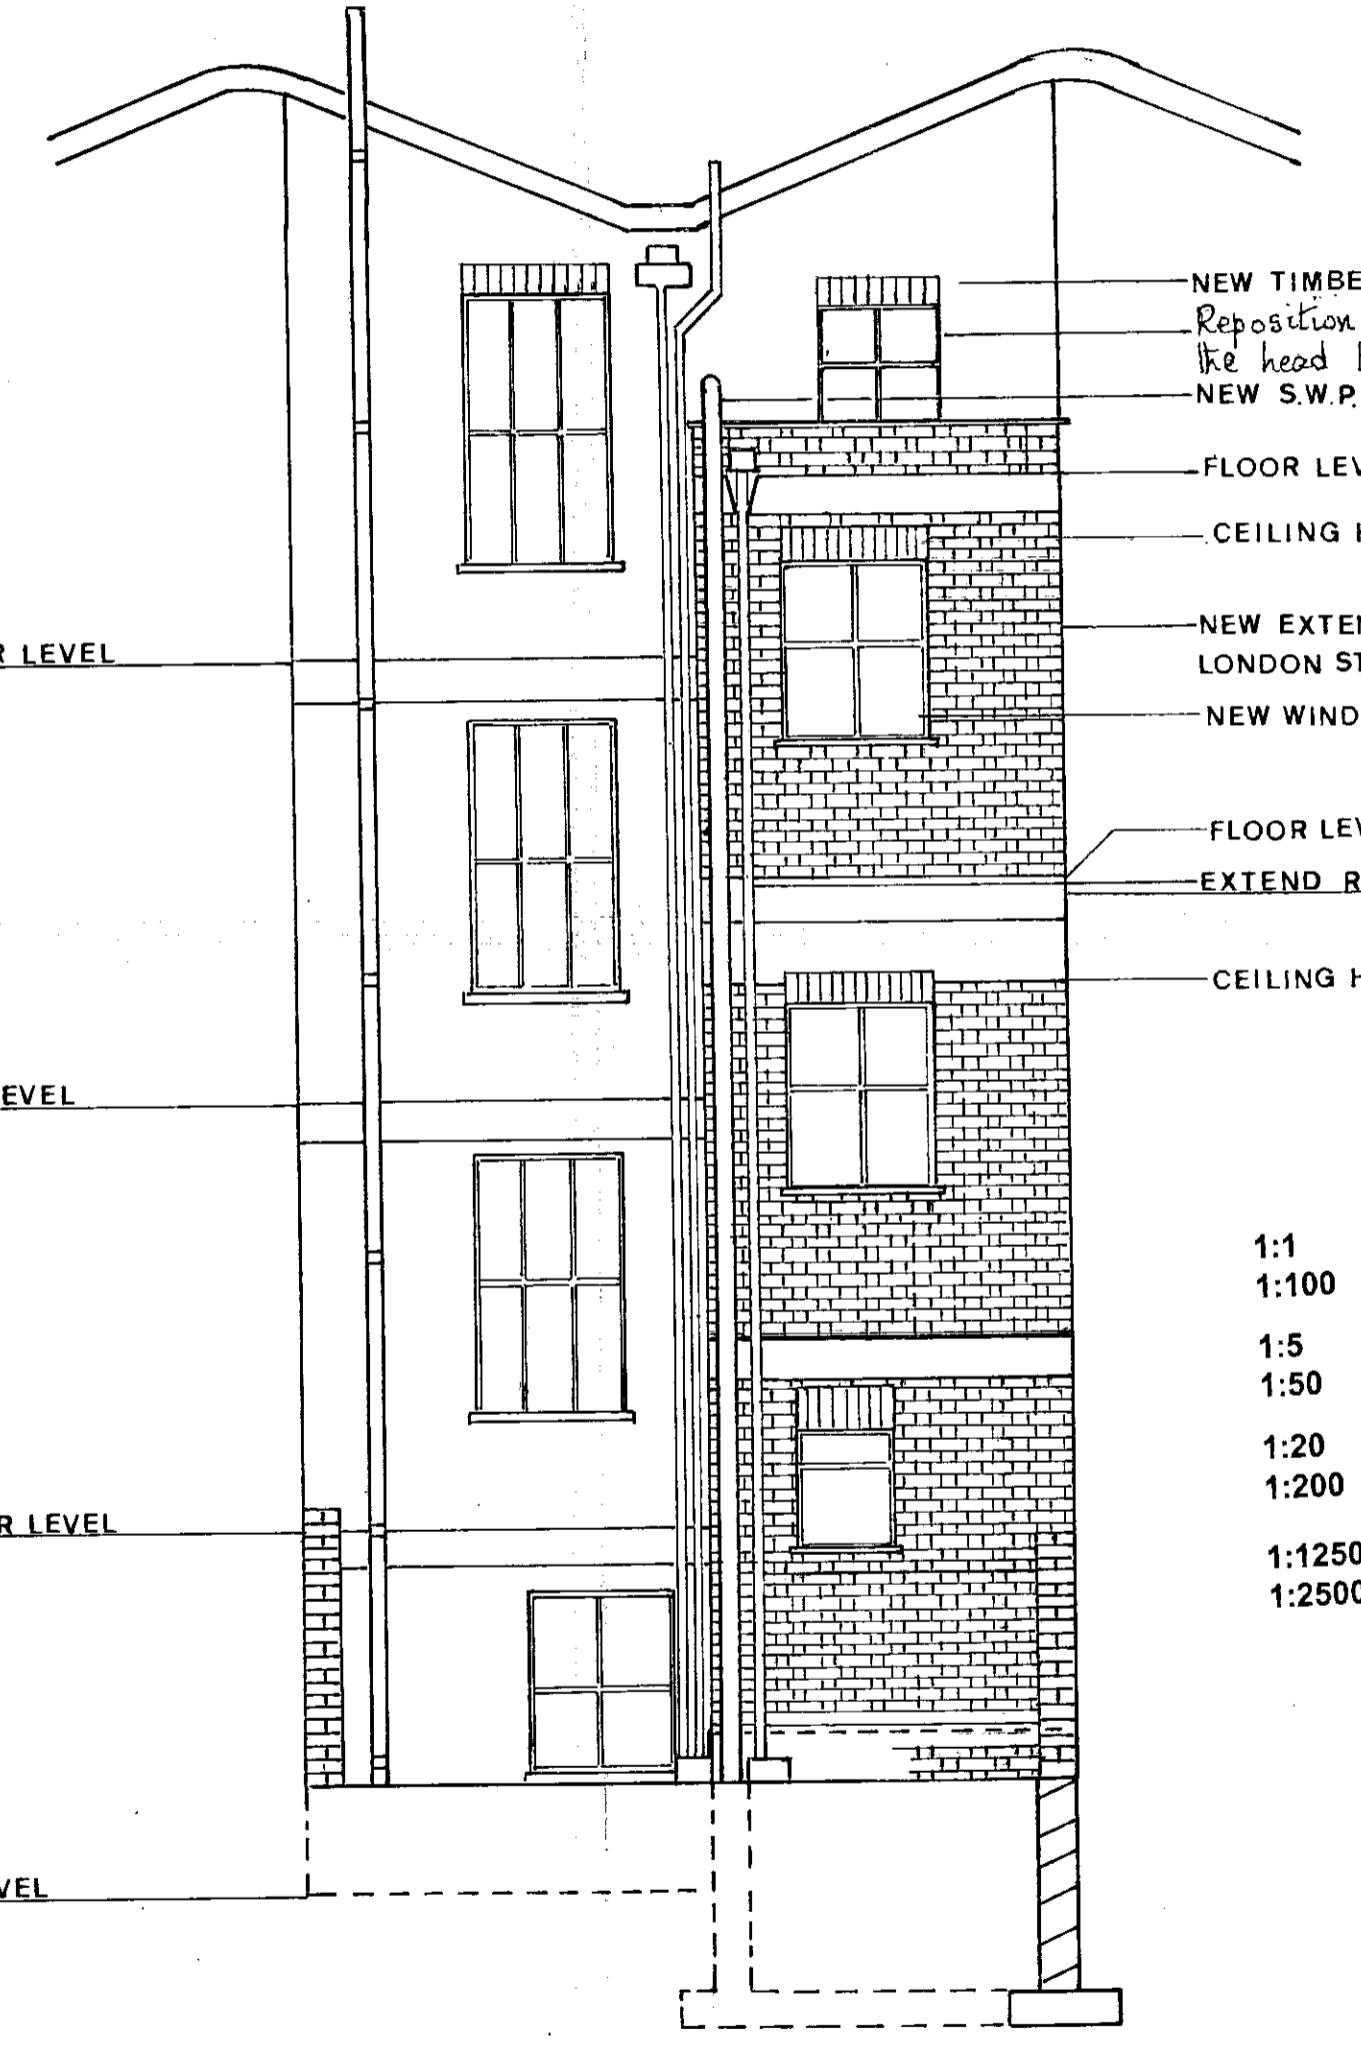 NEW TIMBE
Reposition
the head
NEW S.W.P.
FLOOR LEV
CEILING H
NEW EXTEN
LONDON ST
NEW WIND
FLOOR LEV
EXTEND R
CEILING H
R LEVEL
EVEL
R LEVEL
VEL
1:1
1:100
1:5
1:50
1:20
1:200
1:1250
1:2500